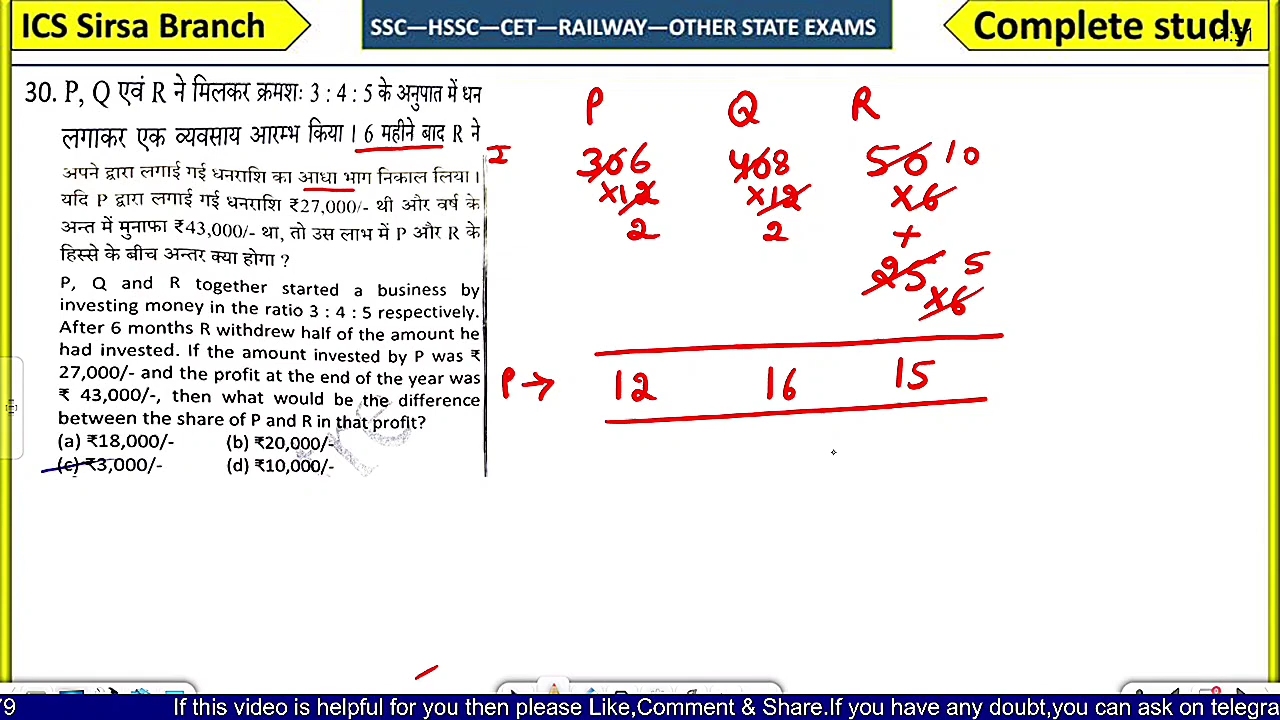 ICS Sirsa Branch
SSC—HSSC—CET—RAILWAY—OTHER STATE EXAMS
Complete study
30. P, Q एवं R ने मिलकर क्रमशः 3 : 4 : 5 के अनुपात में धन
लगाकर एक व्यवसाय आरम्भ किया । 6 महीने बाद R ने
अपने द्वारा लगाई गई धनराशि का आधा भाग निकाल लिया ।
यदि P द्वारा लगाई गई धनराशि ₹27,000/- थी और वर्ष के
अन्त में मुनाफा ₹43,000/- था, तो उस लाभ में P और R के
हिस्से के बीच अन्तर क्या होगा ?
P, Q and R together started a business by
investing money in the ratio 3 : 4 : 5 respectively.
After 6 months R withdrew half of the amount he
had invested. If the amount invested by P was ₹
27,000/- and the profit at the end of the year was
₹ 43,000/-, then what would be the difference
between the share of P and R in that profit?
(a) ₹18,000/- (b) ₹20,000/-
(c) ₹3,000/- (d) ₹10,000/-
P Q R
I 30 6 40 8 50 10
×12 ×12 ×6
2 2 +
25 5
×6
P → 12 16 15
If this video is helpful for you then please Like,Comment & Share.If you have any doubt,you can ask on telegra